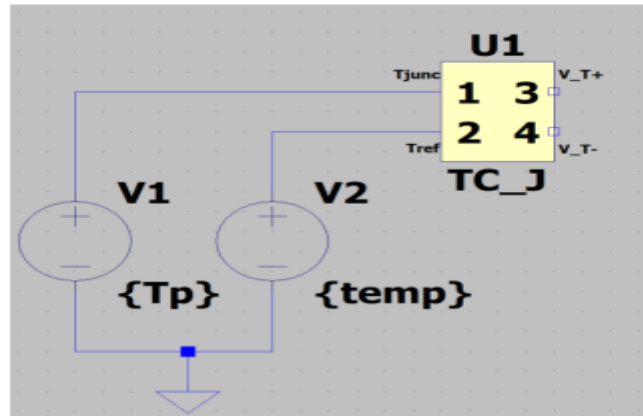 U1
Tjunc 1 3 V_T+
2 4
Tref V_T-
TC_J
V1 V2
+ +
{Tp} {temp}